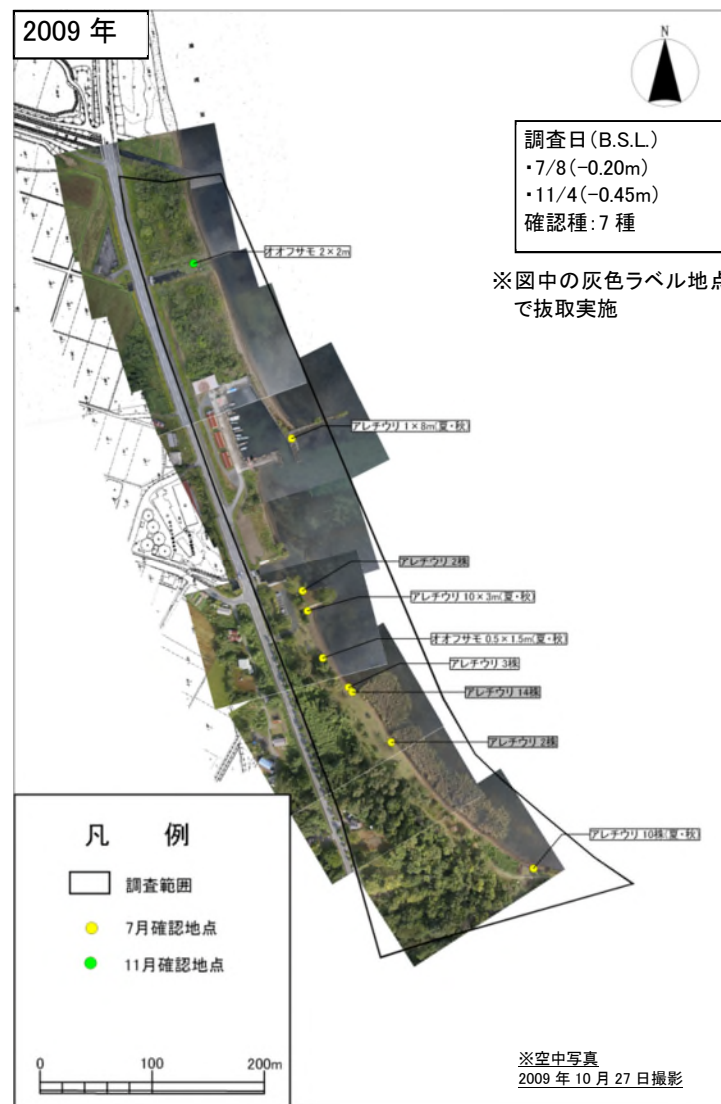 2009 年
N
調査日(B.S.L.)
・7/8(-0.20m)
・11/4(-0.45m)
確認種:7 種
※図中の灰色ラベル地点
で抜取実施
オオフサモ 2×2m
アレチウリ 1×8m(夏・秋)
アレチウリ 2株
アレチウリ 10×3m(夏・秋)
オオフサモ 0.5×1.5m(夏・秋)
アレチウリ 3株
アレチウリ 14株
アレチウリ 2株
アレチウリ 10株(夏・秋)
凡 例
調査範囲
7月確認地点
11月確認地点
0 100 200m
※空中写真
2009 年 10 月 27 日撮影